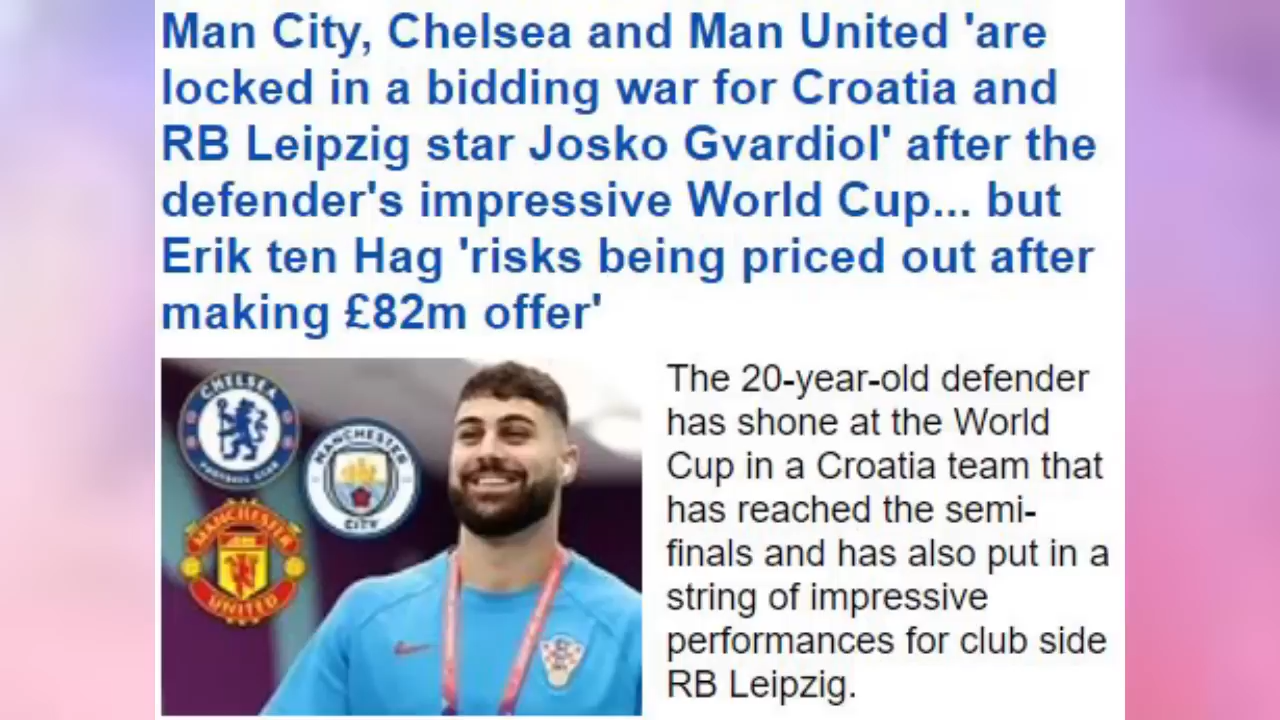 Man City, Chelsea and Man United 'are
locked in a bidding war for Croatia and
RB Leipzig star Josko Gvardiol' after the
defender's impressive World Cup... but
Erik ten Hag 'risks being priced out after
making £82m offer'
CHELSEA
FOOTBALL CLUB
MANCHESTER
CITY
MANCHESTER
UNITED
The 20-year-old defender
has shone at the World
Cup in a Croatia team that
has reached the semi-
finals and has also put in a
string of impressive
performances for club side
RB Leipzig.